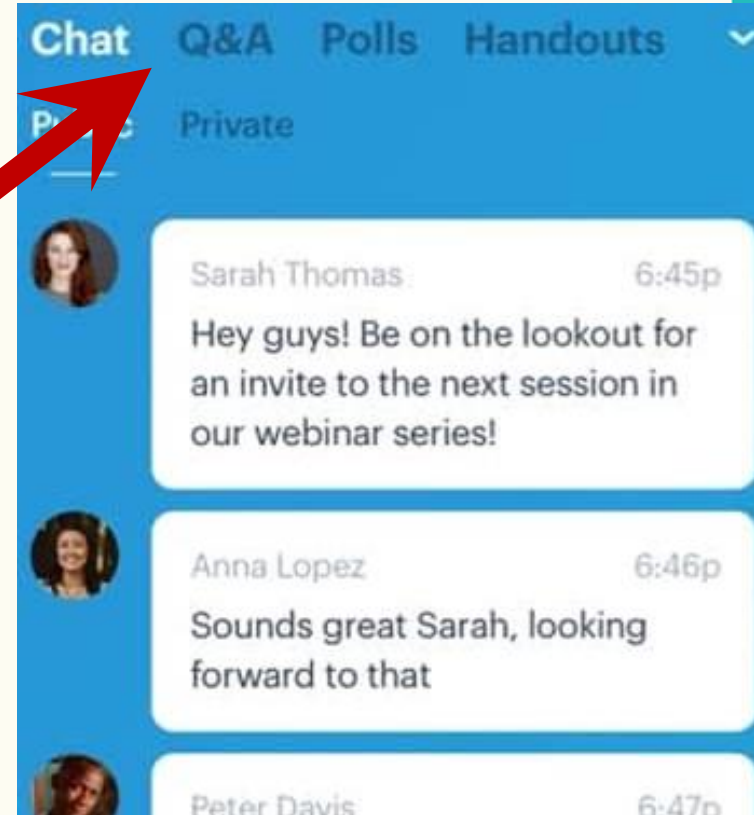 Chat Q&A Polls Handouts
Private
Sarah Thomas 6:45p
Hey guys! Be on the lookout for
an invite to the next session in
our webinar series!
Anna Lopez 6:46p
Sounds great Sarah, looking
forward to that
Peter Davis 6:47p